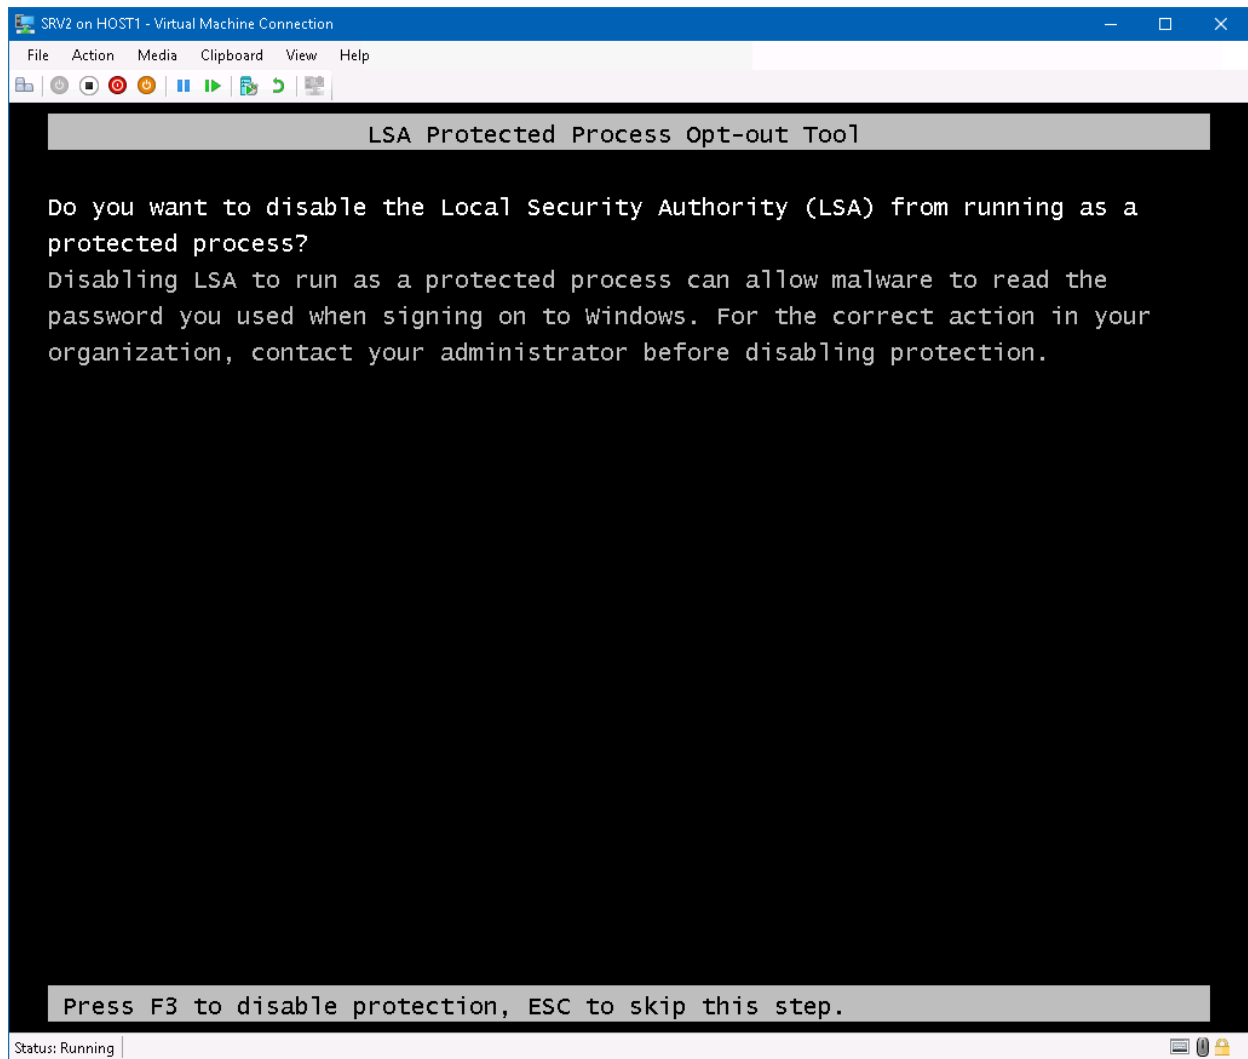 SRV2 on HOST1 - Virtual Machine Connection
File Action Media Clipboard View Help
LSA Protected Process Opt-out Tool
Do you want to disable the Local Security Authority (LSA) from running as a
protected process?
Disabling LSA to run as a protected process can allow malware to read the
password you used when signing on to Windows. For the correct action in your
organization, contact your administrator before disabling protection.
Press F3 to disable protection, ESC to skip this step.
Status: Running